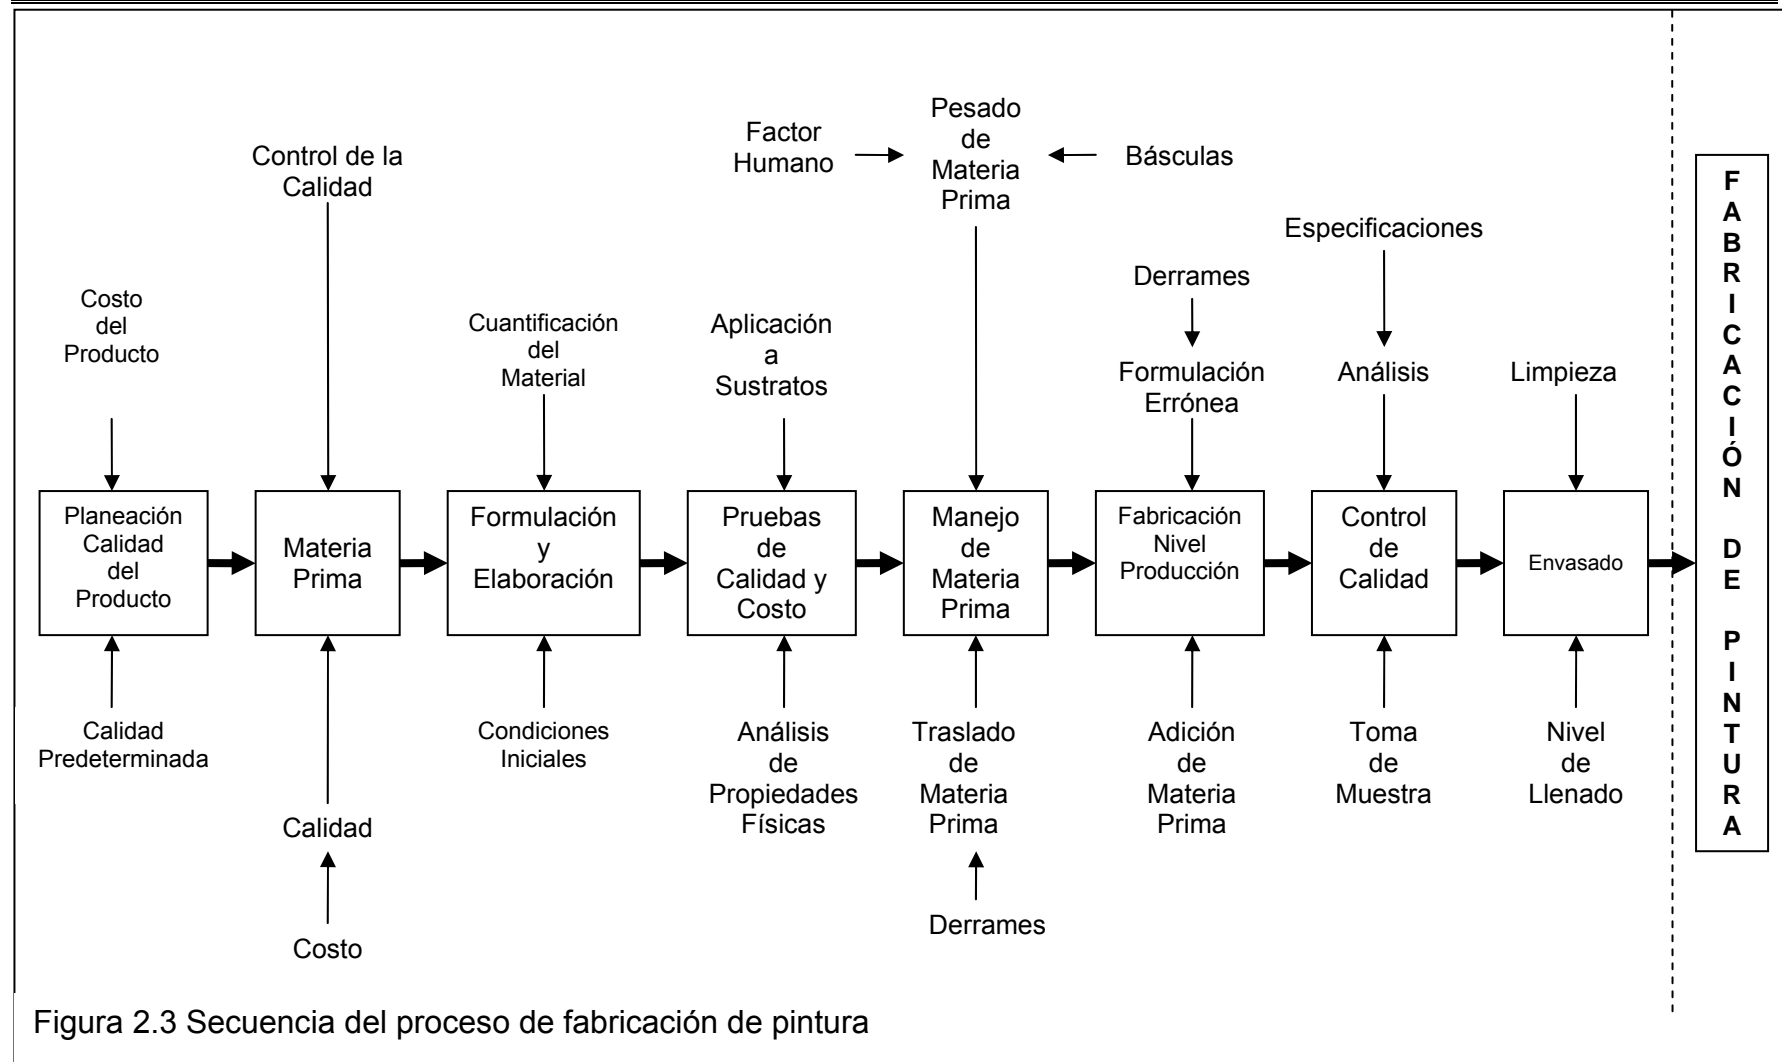 Factor
Humano
Pesado
de
Materia
Prima
Básculas
Control de la
Calidad
Especificaciones
Derrames
Costo
del
Producto
Cuantificación
del
Material
Aplicación
a
Sustratos
Formulación
Errónea
Análisis
Limpieza
Planeación
Calidad
del
Producto
Materia
Prima
Formulación
y
Elaboración
Pruebas
de
Calidad y
Costo
Manejo
de
Materia
Prima
Fabricación
Nivel
Producción
Control
de
Calidad
Envasado
F
A
B
R
I
C
A
C
I
Ó
N
D
E
P
I
N
T
U
R
A
Calidad
Predeterminada
Calidad
Costo
Condiciones
Iniciales
Análisis
de
Propiedades
Físicas
Traslado
de
Materia
Prima
Derrames
Adición
de
Materia
Prima
Toma
de
Muestra
Nivel
de
Llenado
Figura 2.3 Secuencia del proceso de fabricación de pintura